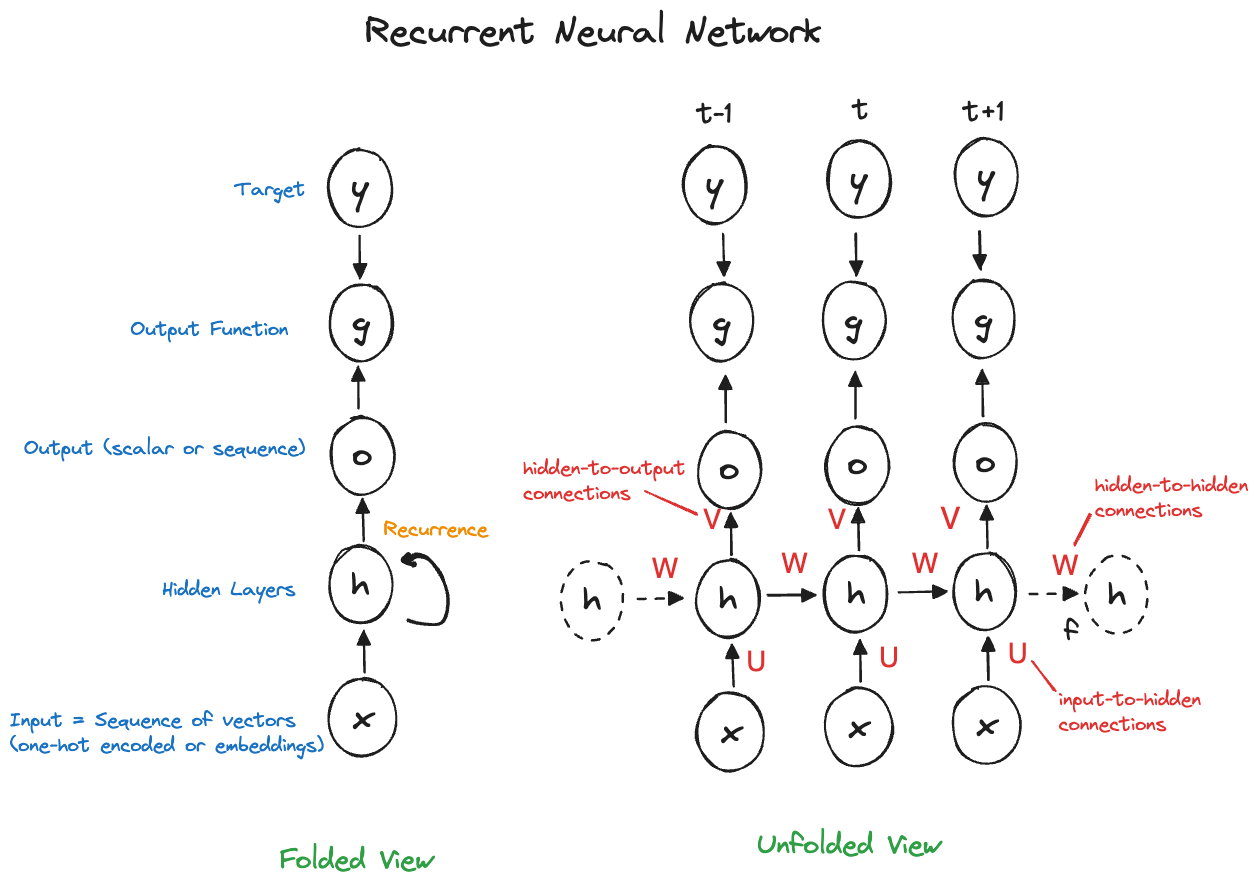 Recurrent Neural Network
t-1 t t+1
Target y y y y
Output Function g g g g
Output (scalar or sequence) o o o o
hidden-to-output
connections
hidden-to-hidden
connections
V V V
Recurrence
W W W W
Hidden Layers h h h h h h
f
U U U
input-to-hidden
connections
Input = Sequence of vectors
(one-hot encoded or embeddings)
x x x x
Folded View
Unfolded View